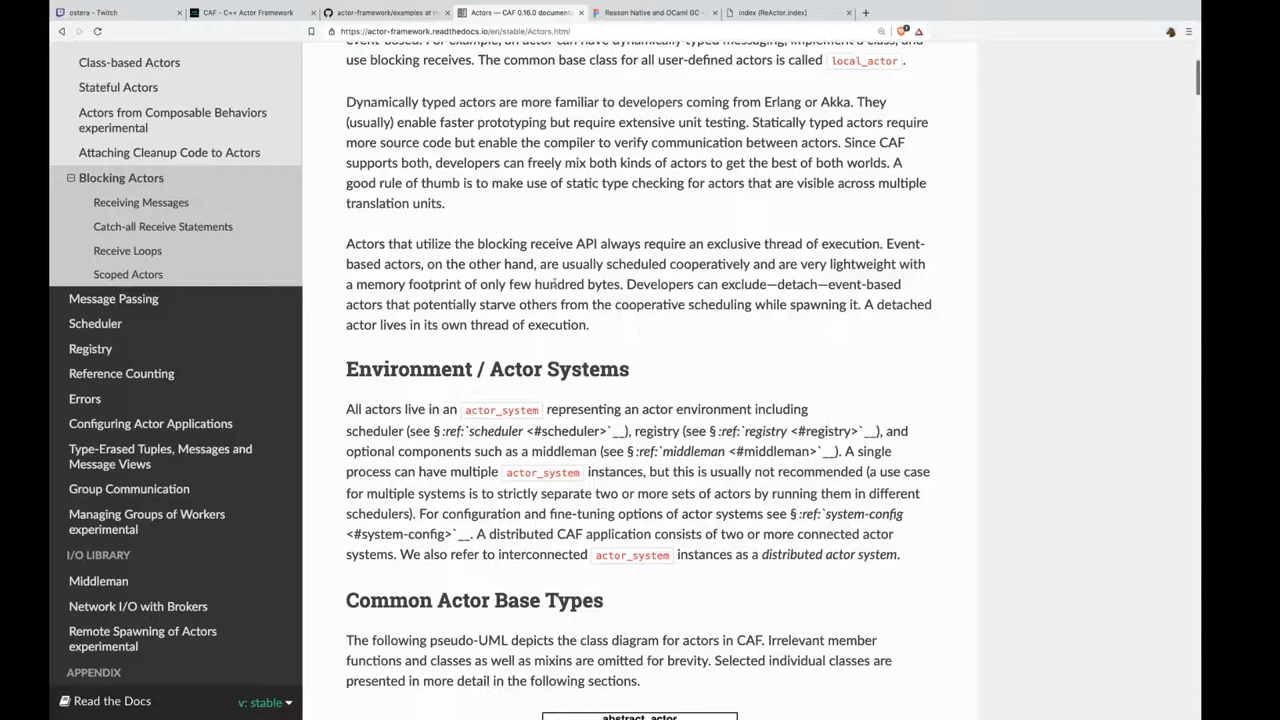 ostera - Twitch
CAF - C++ Actor Framework
actor-framework/examples at m
Actors — CAF 0.16.0 documenta
Reason Native and OCaml GC -
index (ReActor.index)
https://actor-framework.readthedocs.io/en/stable/Actors.html
Class-based Actors
Stateful Actors
Actors from Composable Behaviors
experimental
Attaching Cleanup Code to Actors
Blocking Actors
Receiving Messages
Catch-all Receive Statements
Receive Loops
Scoped Actors
Message Passing
Scheduler
Registry
Reference Counting
Errors
Configuring Actor Applications
Type-Erased Tuples, Messages and
Message Views
Group Communication
Managing Groups of Workers
experimental
I/O LIBRARY
Middleman
Network I/O with Brokers
Remote Spawning of Actors
experimental
APPENDIX
Read the Docs
v: stable
event-based. For example, an actor can have dynamically typed messaging, implement a class, and
use blocking receives. The common base class for all user-defined actors is called local_actor.
Dynamically typed actors are more familiar to developers coming from Erlang or Akka. They
(usually) enable faster prototyping but require extensive unit testing. Statically typed actors require
more source code but enable the compiler to verify communication between actors. Since CAF
supports both, developers can freely mix both kinds of actors to get the best of both worlds. A
good rule of thumb is to make use of static type checking for actors that are visible across multiple
translation units.
Actors that utilize the blocking receive API always require an exclusive thread of execution. Event-
based actors, on the other hand, are usually scheduled cooperatively and are very lightweight with
a memory footprint of only few hundred bytes. Developers can exclude—detach—event-based
actors that potentially starve others from the cooperative scheduling while spawning it. A detached
actor lives in its own thread of execution.
Environment / Actor Systems
All actors live in an actor_system representing an actor environment including
scheduler (see § :ref:`scheduler <#scheduler>`__), registry (see § :ref:`registry <#registry>`__), and
optional components such as a middleman (see § :ref:`middleman <#middleman>`__). A single
process can have multiple actor_system instances, but this is usually not recommended (a use case
for multiple systems is to strictly separate two or more sets of actors by running them in different
schedulers). For configuration and fine-tuning options of actor systems see § :ref:`system-config
<#system-config>`__. A distributed CAF application consists of two or more connected actor
systems. We also refer to interconnected actor_system instances as a distributed actor system.
Common Actor Base Types
The following pseudo-UML depicts the class diagram for actors in CAF. Irrelevant member
functions and classes as well as mixins are omitted for brevity. Selected individual classes are
presented in more detail in the following sections.
abstract_actor